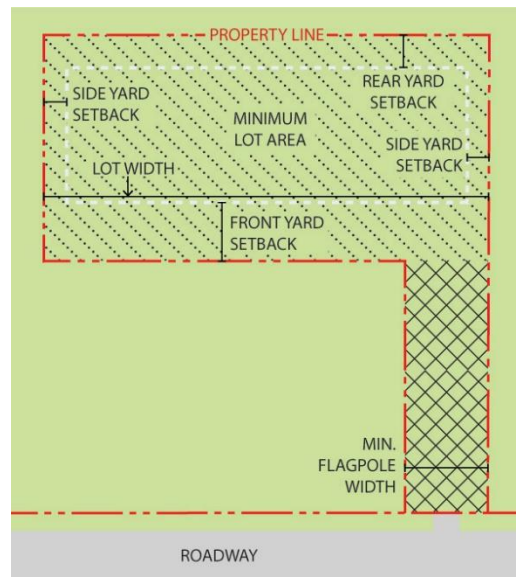 PROPERTY LINE
REAR YARD
SETBACK
SIDE YARD
SETBACK
MINIMUM
LOT AREA
SIDE YARD
SETBACK
LOT WIDTH
FRONT YARD
SETBACK
MIN.
FLAGPOLE
WIDTH
ROADWAY